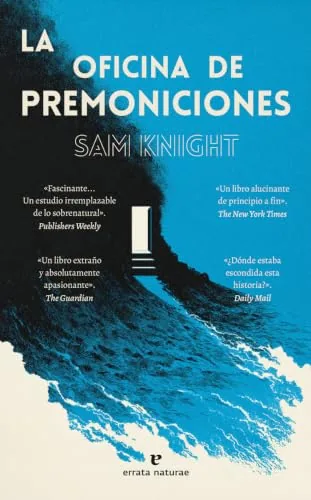 LA
OFICINA DE
PREMONICIONES
SAM KNIGHT
«Fascinante...
Un estudio irremplazable
de lo sobrenatural».
Publishers Weekly
«Un libro alucinante
de principio a fin».
The New York Times
«Un libro extraño
y absolutamente
apasionante».
The Guardian
«¿Dónde estaba
escondida esta
historia?».
Daily Mail
e
errata naturae